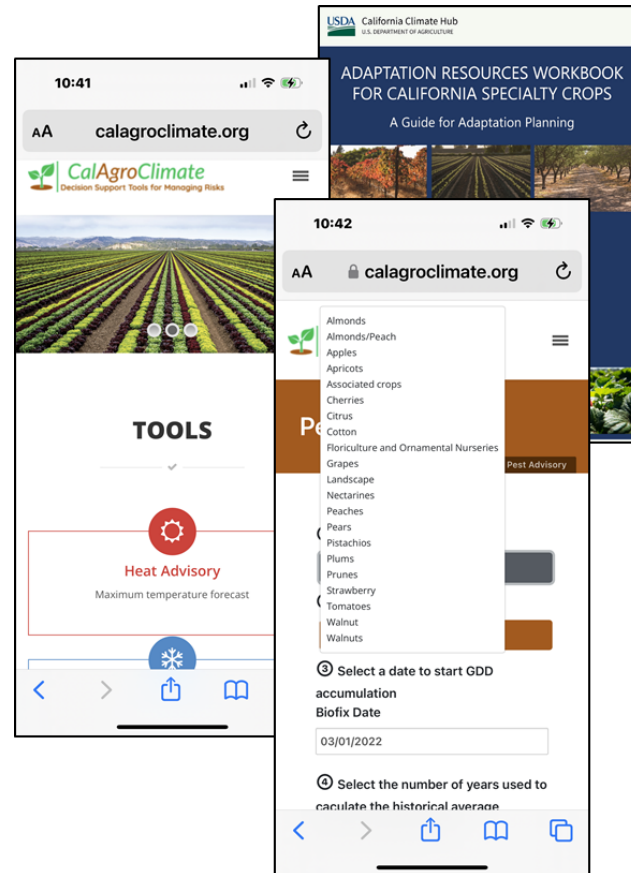 USDA California Climate Hub
U.S. DEPARTMENT OF AGRICULTURE
ADAPTATION RESOURCES WORKBOOK
FOR CALIFORNIA SPECIALTY CROPS
A Guide for Adaptation Planning
10:41
AA calagroclimate.org
CalAgroClimate
Decision Support Tools for Managing Risks
TOOLS
Heat Advisory
Maximum temperature forecast
10:42
AA calagroclimate.org
Almonds
Almonds/Peach
Apples
Apricots
Associated crops
Cherries
Citrus
Cotton
Floriculture and Ornamental Nurseries
Grapes
Landscape
Nectarines
Peaches
Pears
Pistachios
Plums
Prunes
Strawberry
Tomatoes
Walnut
Walnuts
Pest Advisory
③ Select a date to start GDD
accumulation
Biofix Date
03/01/2022
④ Select the number of years used to
caculate the historical average